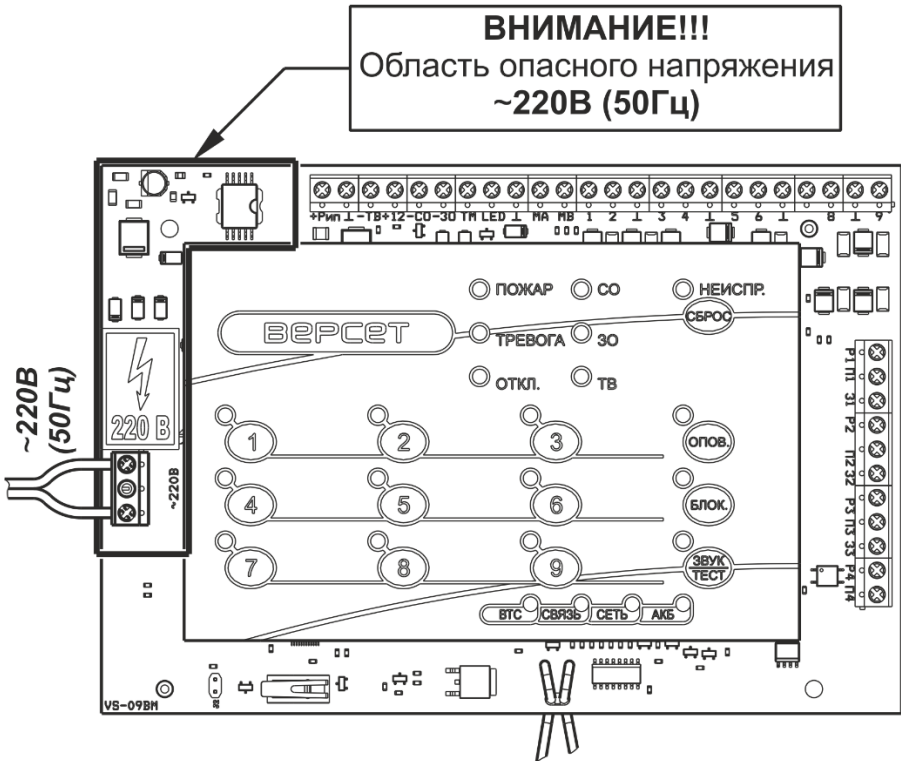 ВНИМАНИЕ!!!
Область опасного напряжения
~220В (50Гц)
+Рип ⊥ -ТВ +12 -СО -ЗО ТМ LED ⊥ МА МВ 1 2 ⊥ 3 4 ⊥ 5 6 ⊥ 8 ⊥ 9
ПОЖАР СО НЕИСПР.
ВЕРСЕТ
ТРЕВОГА ЗО СБРОС
ОТКЛ. ТВ
~220В
(50Гц)
220 В
~220В
1 2 3 ОПОВ.
4 5 6 БЛОК.
7 8 9 ЗВУК
ТЕСТ
ВТС СВЯЗЬ СЕТЬ АКБ
Р1 П1 З1 Р2 П2 З2 Р3 П3 З3 Р4 П4
VS-09ВМ
J2